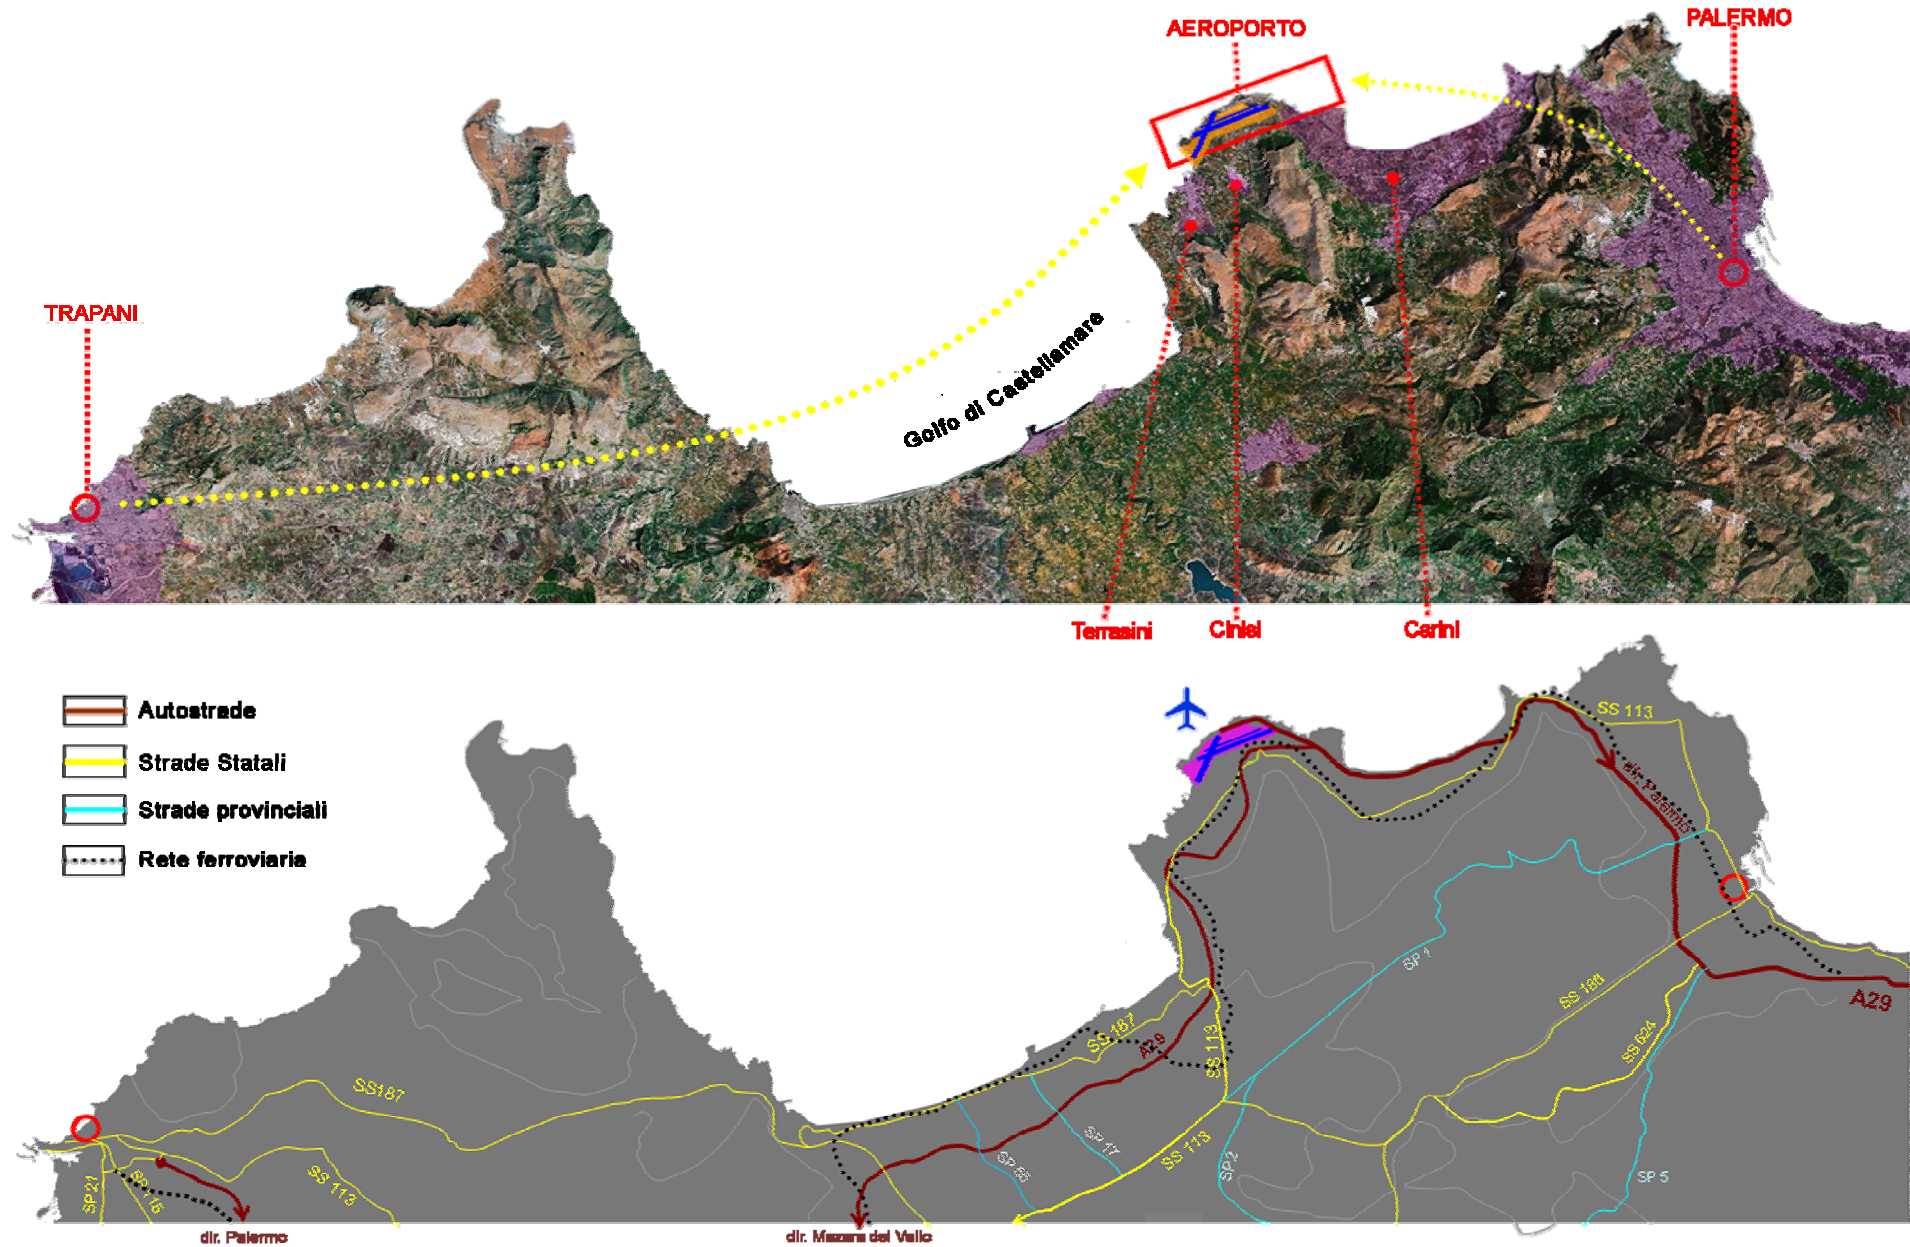 PALERMO
AEROPORTO
TRAPANI
Golfo di Castellamare
Terrasini
Cinisi
Carini
Autostrade
Strade Statali
Strade provinciali
Rete ferroviaria
SS 113
dir. Palermo
SP 1
SS 186
A29
SS 624
SS 187
A29
SS 113
SS187
SP 17
SP 55
SS 113
SP2
SP 5
SS 113
SP21
dir. Palermo
dir. Mazara del Vallo